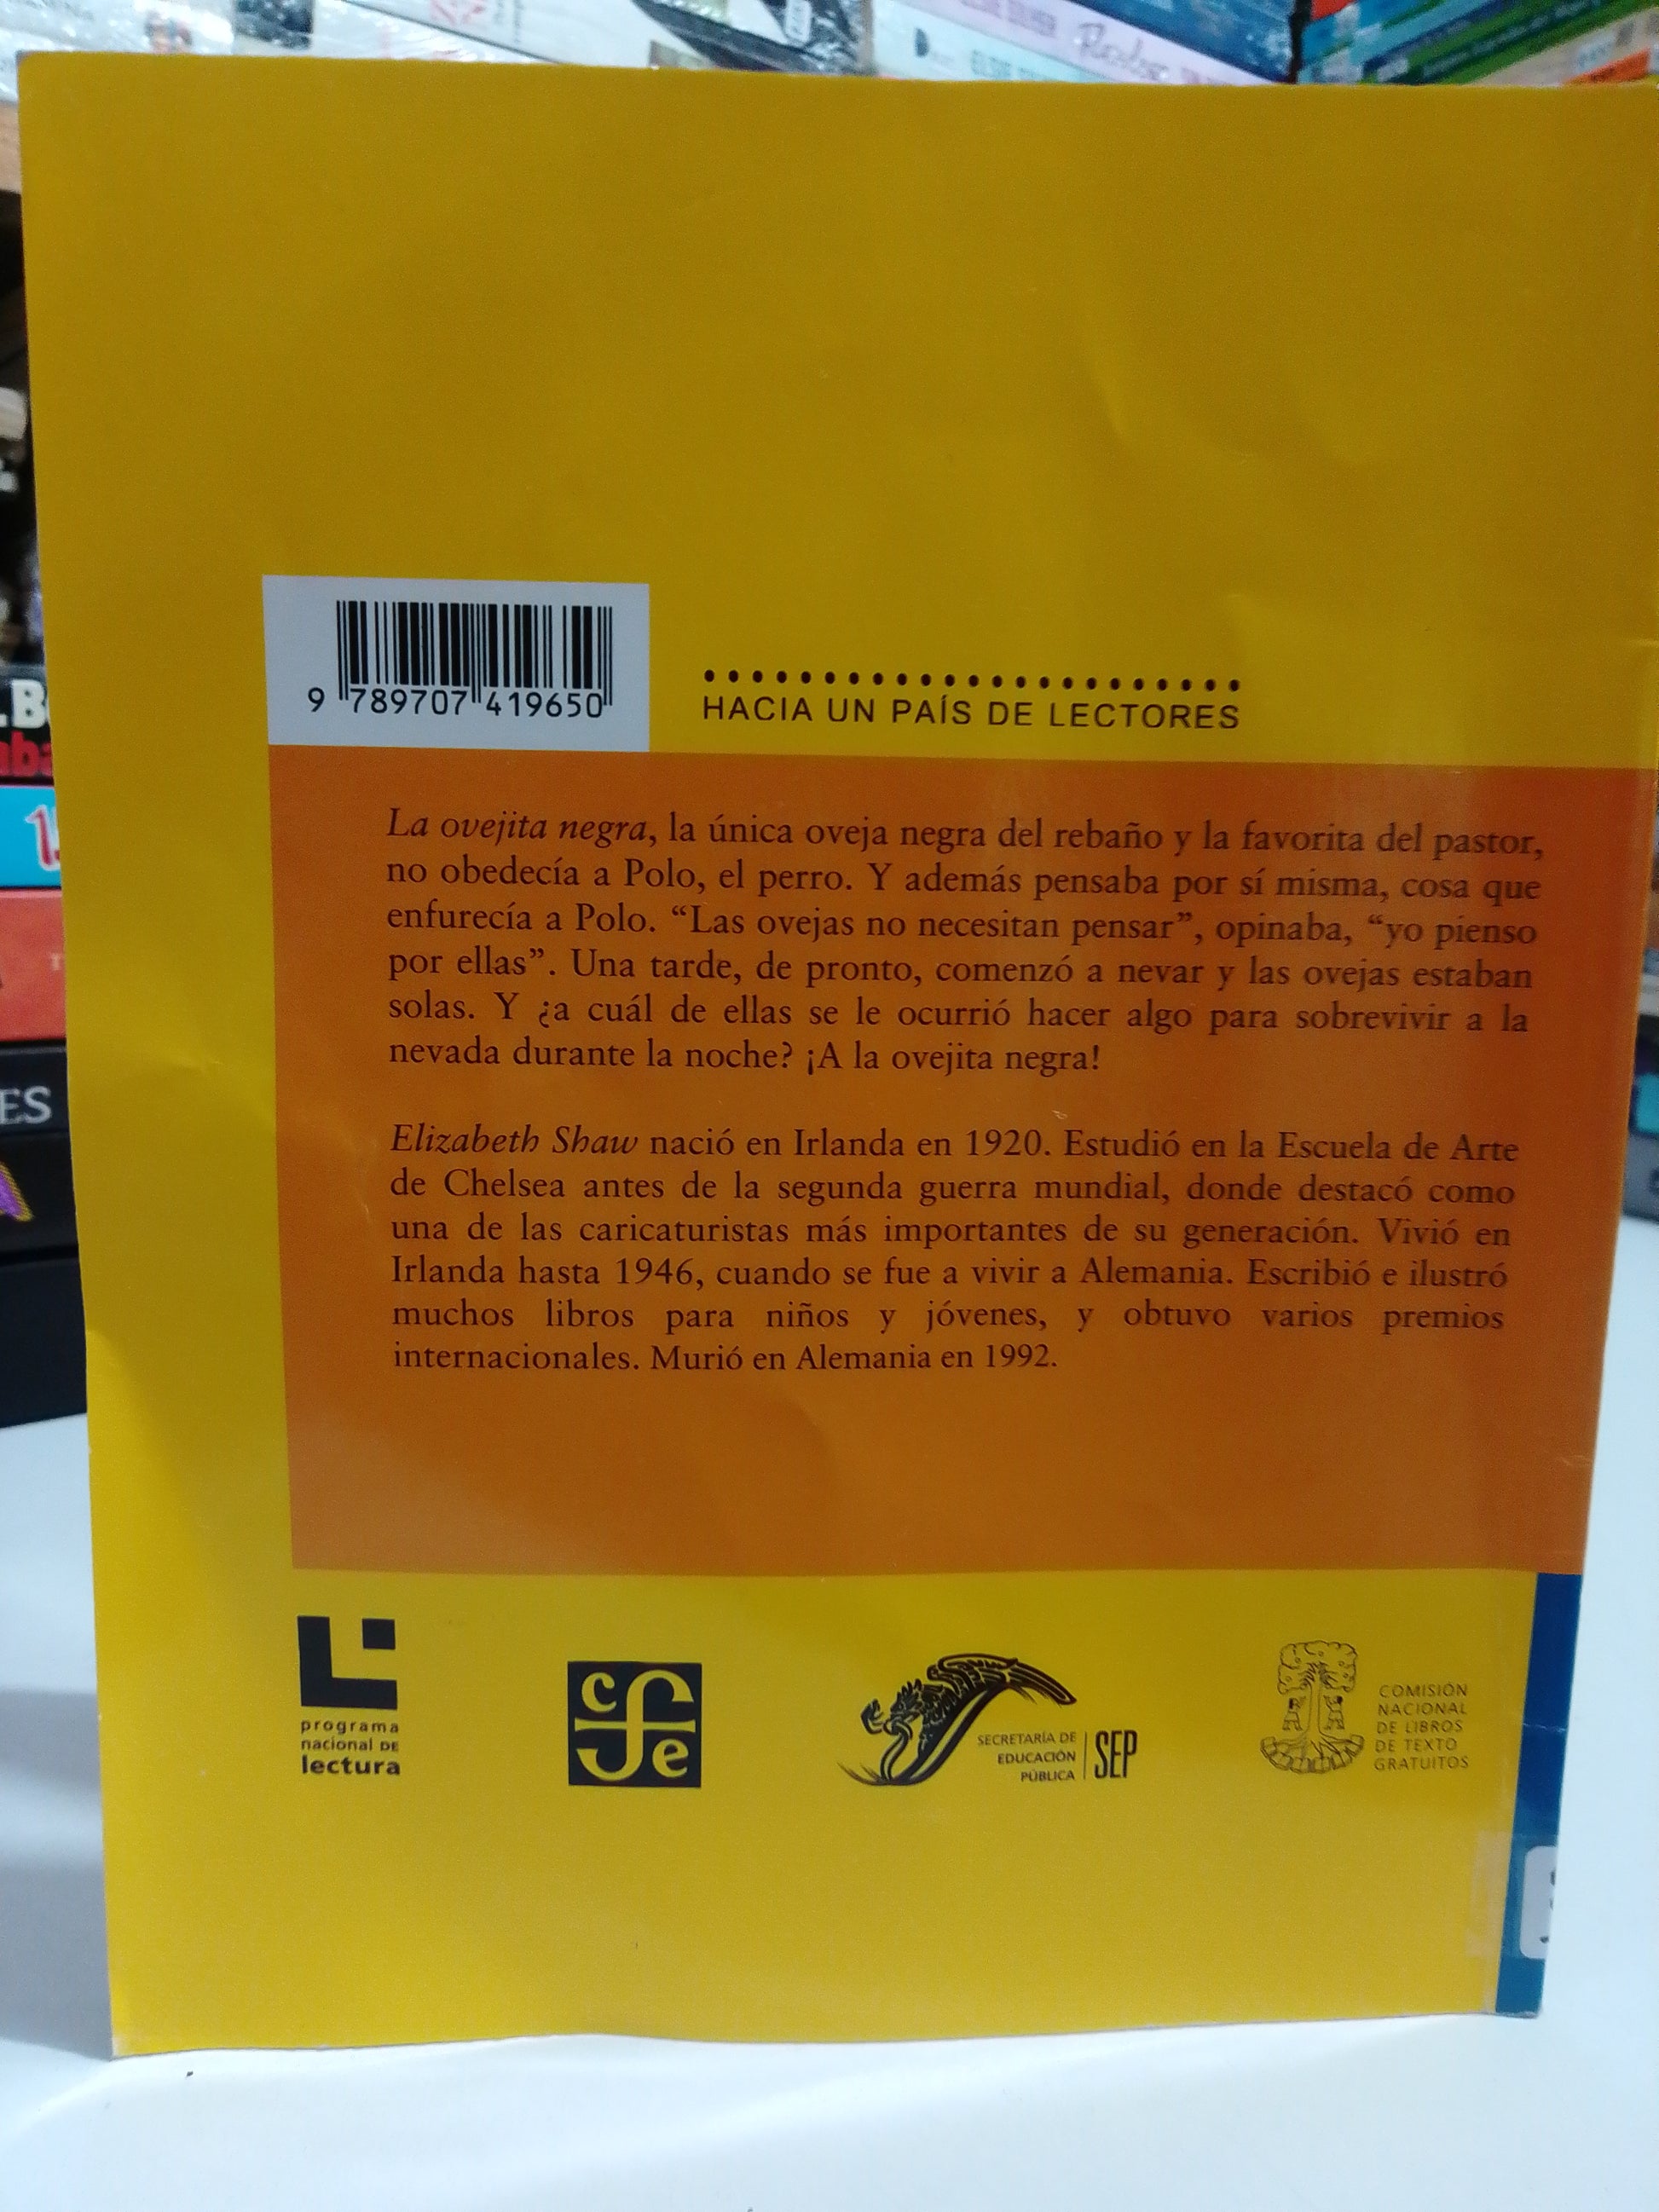 9 789707 419650
HACIA UN PAÍS DE LECTORES
La ovejita negra, la única oveja negra del rebaño y la favorita del pastor,
no obedecía a Polo, el perro. Y además pensaba por sí misma, cosa que
enfurecía a Polo. “Las ovejas no necesitan pensar”, opinaba, “yo pienso
por ellas”. Una tarde, de pronto, comenzó a nevar y las ovejas estaban
solas. Y ¿a cuál de ellas se le ocurrió hacer algo para sobrevivir a la
nevada durante la noche? ¡A la ovejita negra!
Elizabeth Shaw nació en Irlanda en 1920. Estudió en la Escuela de Arte
de Chelsea antes de la segunda guerra mundial, donde destacó como
una de las caricaturistas más importantes de su generación. Vivió en
Irlanda hasta 1946, cuando se fue a vivir a Alemania. Escribió e ilustró
muchos libros para niños y jóvenes, y obtuvo varios premios
internacionales. Murió en Alemania en 1992.
programa
nacional DE
lectura
cfe
SECRETARÍA DE
EDUCACIÓN
PÚBLICA
SEP
COMISIÓN
NACIONAL
DE LIBROS
DE TEXTO
GRATUITOS
ES